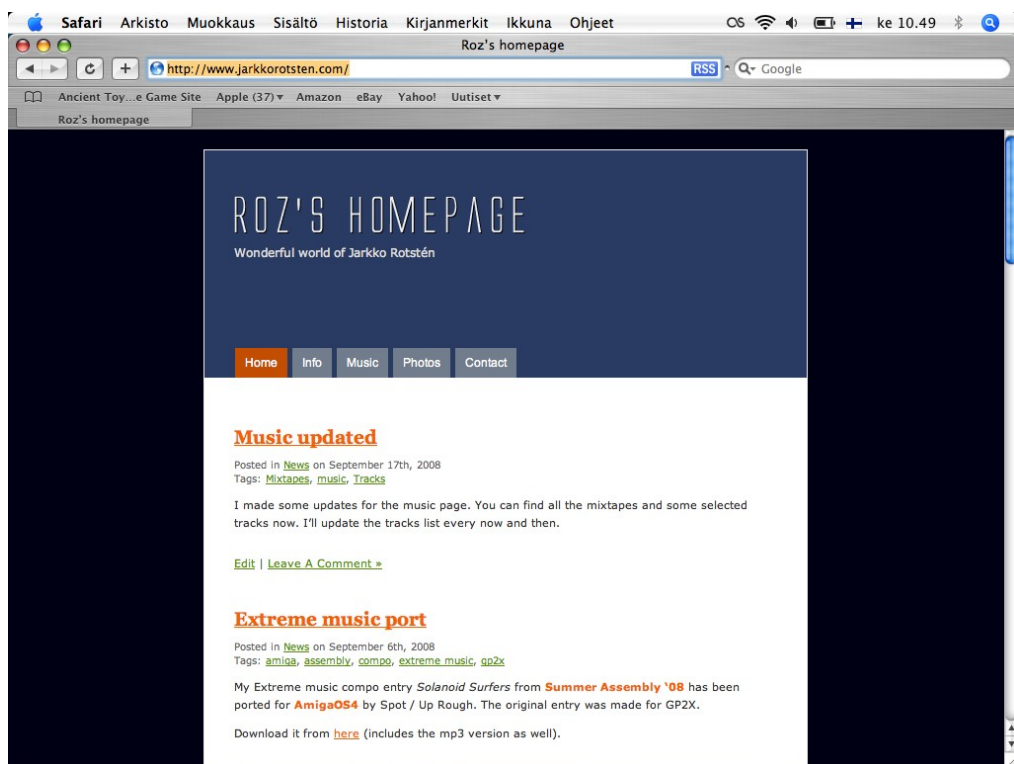 Safari Arkisto Muokkaus Sisältö Historia Kirjanmerkit Ikkuna Ohjeet ke 10.49
Roz's homepage
http://www.jarkkorotsten.com/ RSS Google
Ancient Toy...e Game Site Apple (37) Amazon eBay Yahoo! Uutiset
Roz's homepage
ROZ'S HOMEPAGE
Wonderful world of Jarkko Rotstén
Home Info Music Photos Contact
Music updated
Posted in News on September 17th, 2008
Tags: Mixtapes, music, Tracks
I made some updates for the music page. You can find all the mixtapes and some selected
tracks now. I'll update the tracks list every now and then.
Edit | Leave A Comment »
Extreme music port
Posted in News on September 6th, 2008
Tags: amiga, assembly, compo, extreme music, gp2x
My Extreme music compo entry Solanoid Surfers from Summer Assembly '08 has been
ported for AmigaOS4 by Spot / Up Rough. The original entry was made for GP2X.
Download it from here (includes the mp3 version as well).